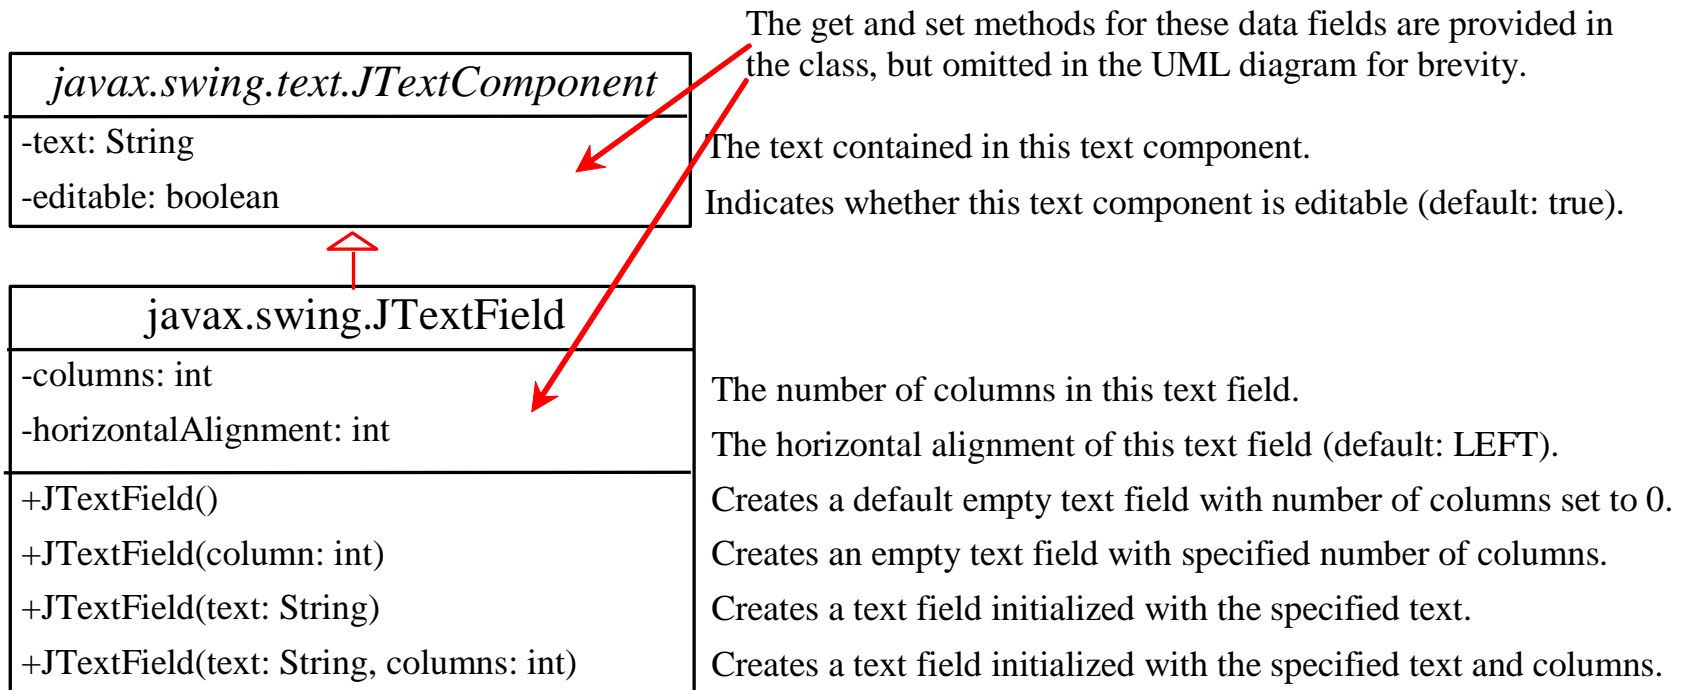 The get and set methods for these data fields are provided in
the class, but omitted in the UML diagram for brevity.
javax.swing.text.JTextComponent
-text: String
The text contained in this text component.
-editable: boolean
Indicates whether this text component is editable (default: true).
javax.swing.JTextField
-columns: int
The number of columns in this text field.
-horizontalAlignment: int
The horizontal alignment of this text field (default: LEFT).
+JTextField()
Creates a default empty text field with number of columns set to 0.
+JTextField(column: int)
Creates an empty text field with specified number of columns.
+JTextField(text: String)
Creates a text field initialized with the specified text.
+JTextField(text: String, columns: int)
Creates a text field initialized with the specified text and columns.